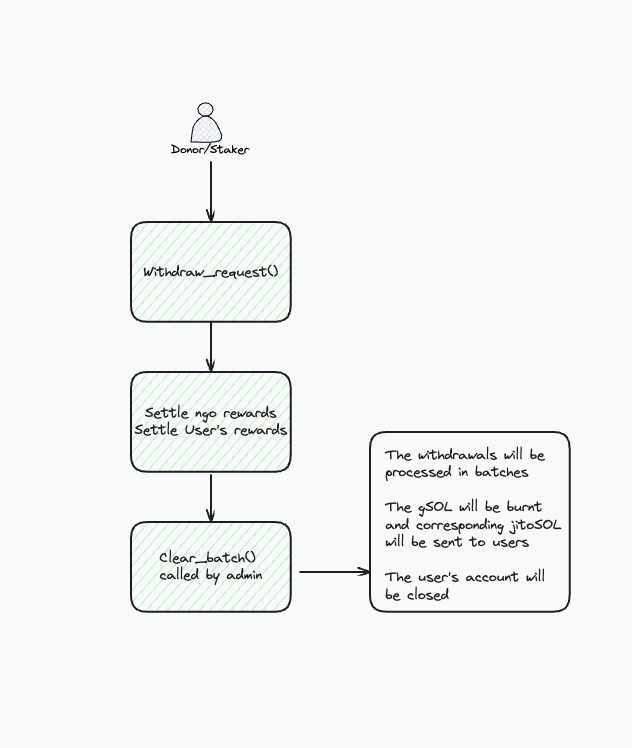 Donor/Staker
Withdraw_request()
Settle ngo rewards
Settle User's rewards
Clear_batch()
called by admin
The withdrawals will be
processed in batches
The gSOL will be burnt
and corresponding jitoSOL
will be sent to users
The user's account will
be closed